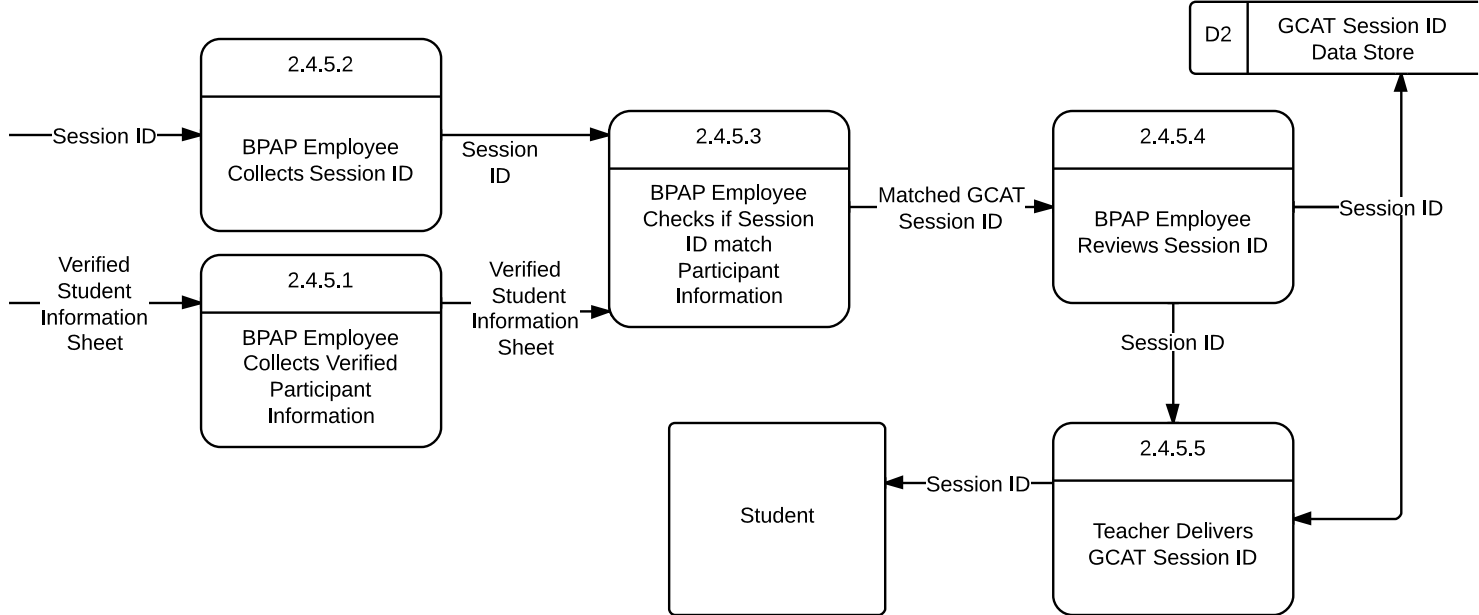 D2
GCAT Session ID
Data Store
2.4.5.2
Session ID
BPAP Employee
Collects Session ID
Session
ID
2.4.5.3
BPAP Employee
Checks if Session
ID match
Participant
Information
Matched GCAT
Session ID
2.4.5.4
BPAP Employee
Reviews Session ID
Session ID
Verified
Student
Information
Sheet
2.4.5.1
BPAP Employee
Collects Verified
Participant
Information
Verified
Student
Information
Sheet
Session ID
Student
Session ID
2.4.5.5
Teacher Delivers
GCAT Session ID